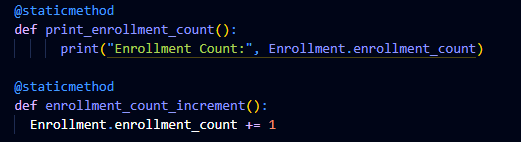 @staticmethod
def print_enrollment_count():
        print("Enrollment Count:", Enrollment.enrollment_count)

@staticmethod
def enrollment_count_increment():
  Enrollment.enrollment_count += 1